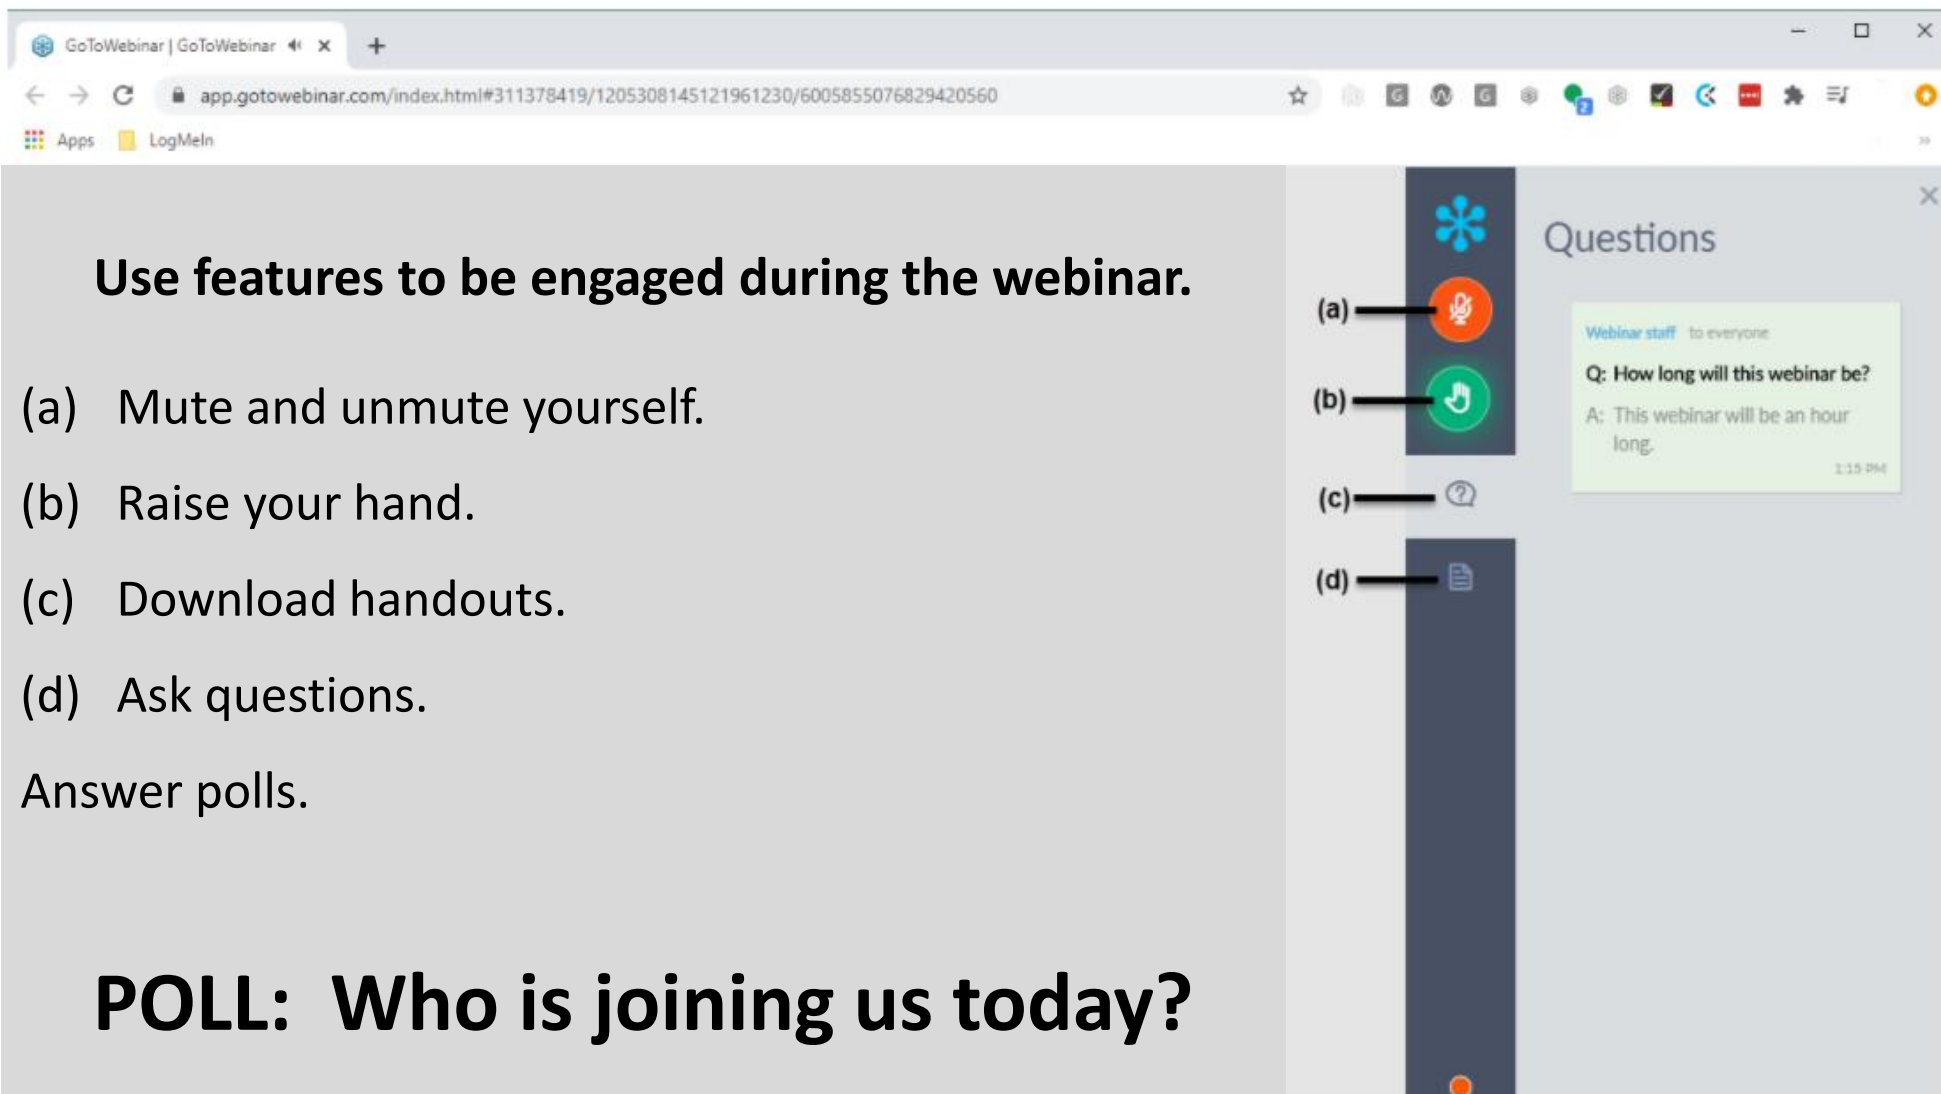 GoToWebinar | GoToWebinar
app.gotowebinar.com/index.html#311378419/1205308145121961230/6005855076829420560
G
G
2
Apps
LogMeIn
Use features to be engaged during the webinar.
(a) Mute and unmute yourself.
(b) Raise your hand.
(c) Download handouts.
(d) Ask questions.
Answer polls.
POLL: Who is joining us today?
(a)
(b)
(c)
(d)
Questions
Webinar staff to everyone
Q: How long will this webinar be?
A: This webinar will be an hour
long.
1:15 PM